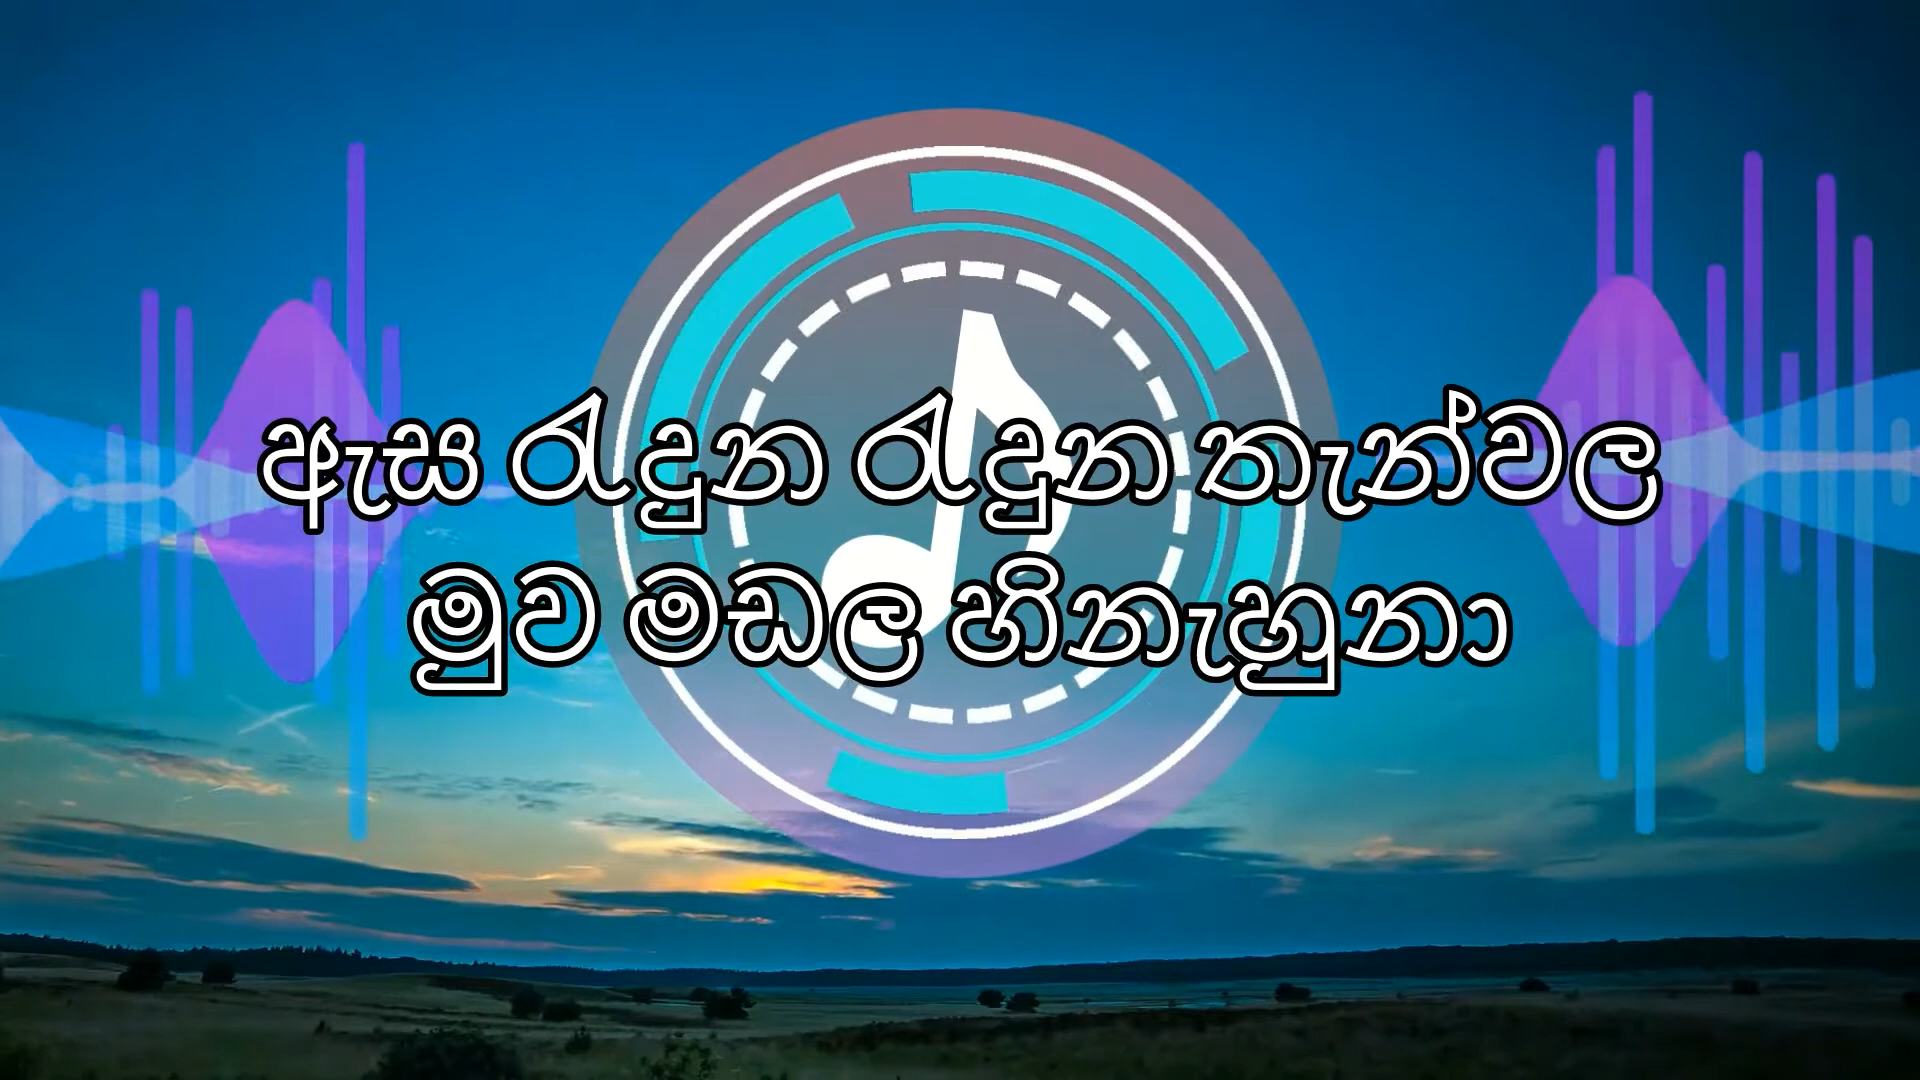 ඇස රැඳුන රැඳුන තැන්වල
මුව මඩල හිනැහුනා